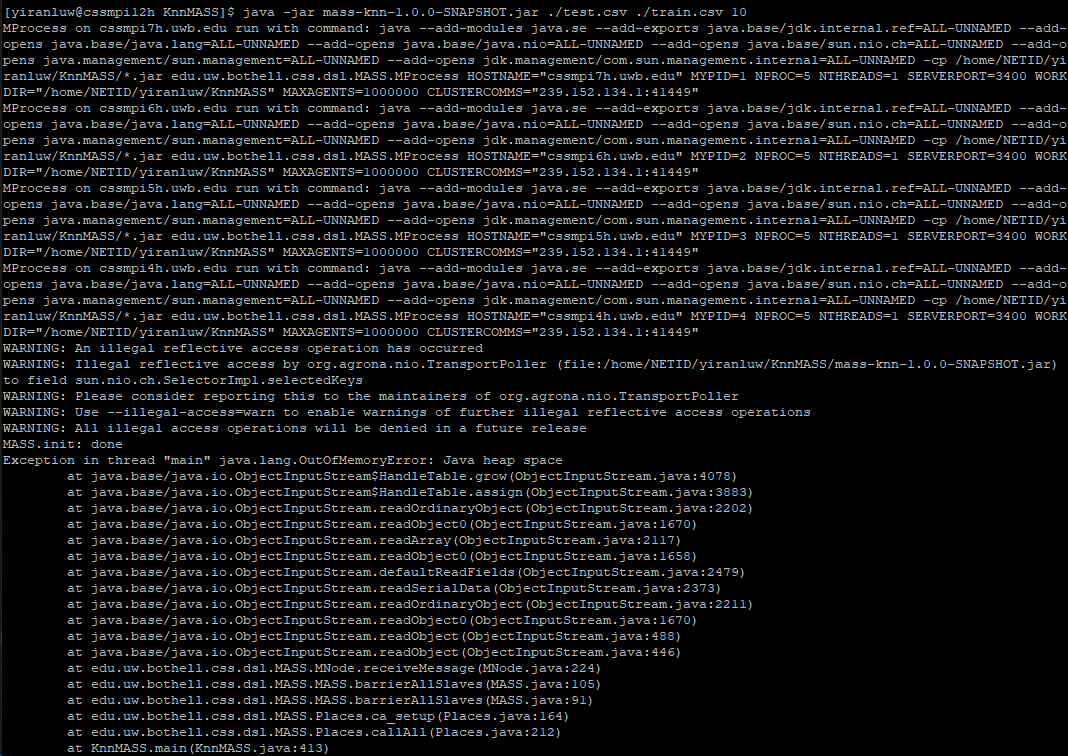 [yiranluw@cssmpi12h KnnMASS]$ java -jar mass-knn-1.0.0-SNAPSHOT.jar ./test.csv ./train.csv 10
MProcess on cssmpi7h.uwb.edu run with command: java --add-modules java.se --add-exports java.base/jdk.internal.ref=ALL-UNNAMED --add-
opens java.base/java.lang=ALL-UNNAMED --add-opens java.base/java.nio=ALL-UNNAMED --add-opens java.base/sun.nio.ch=ALL-UNNAMED --add-o
pens java.management/sun.management=ALL-UNNAMED --add-opens jdk.management/com.sun.management.internal=ALL-UNNAMED -cp /home/NETID/yi
ranluw/KnnMASS/*.jar edu.uw.bothell.css.dsl.MASS.MProcess HOSTNAME="cssmpi7h.uwb.edu" MYPID=1 NPROC=5 NTHREADS=1 SERVERPORT=3400 WORK
DIR="/home/NETID/yiranluw/KnnMASS" MAXAGENTS=1000000 CLUSTERCOMMS="239.152.134.1:41449"
MProcess on cssmpi6h.uwb.edu run with command: java --add-modules java.se --add-exports java.base/jdk.internal.ref=ALL-UNNAMED --add-
opens java.base/java.lang=ALL-UNNAMED --add-opens java.base/java.nio=ALL-UNNAMED --add-opens java.base/sun.nio.ch=ALL-UNNAMED --add-o
pens java.management/sun.management=ALL-UNNAMED --add-opens jdk.management/com.sun.management.internal=ALL-UNNAMED -cp /home/NETID/yi
ranluw/KnnMASS/*.jar edu.uw.bothell.css.dsl.MASS.MProcess HOSTNAME="cssmpi6h.uwb.edu" MYPID=2 NPROC=5 NTHREADS=1 SERVERPORT=3400 WORK
DIR="/home/NETID/yiranluw/KnnMASS" MAXAGENTS=1000000 CLUSTERCOMMS="239.152.134.1:41449"
MProcess on cssmpi5h.uwb.edu run with command: java --add-modules java.se --add-exports java.base/jdk.internal.ref=ALL-UNNAMED --add-
opens java.base/java.lang=ALL-UNNAMED --add-opens java.base/java.nio=ALL-UNNAMED --add-opens java.base/sun.nio.ch=ALL-UNNAMED --add-o
pens java.management/sun.management=ALL-UNNAMED --add-opens jdk.management/com.sun.management.internal=ALL-UNNAMED -cp /home/NETID/yi
ranluw/KnnMASS/*.jar edu.uw.bothell.css.dsl.MASS.MProcess HOSTNAME="cssmpi5h.uwb.edu" MYPID=3 NPROC=5 NTHREADS=1 SERVERPORT=3400 WORK
DIR="/home/NETID/yiranluw/KnnMASS" MAXAGENTS=1000000 CLUSTERCOMMS="239.152.134.1:41449"
MProcess on cssmpi4h.uwb.edu run with command: java --add-modules java.se --add-exports java.base/jdk.internal.ref=ALL-UNNAMED --add-
opens java.base/java.lang=ALL-UNNAMED --add-opens java.base/java.nio=ALL-UNNAMED --add-opens java.base/sun.nio.ch=ALL-UNNAMED --add-o
pens java.management/sun.management=ALL-UNNAMED --add-opens jdk.management/com.sun.management.internal=ALL-UNNAMED -cp /home/NETID/yi
ranluw/KnnMASS/*.jar edu.uw.bothell.css.dsl.MASS.MProcess HOSTNAME="cssmpi4h.uwb.edu" MYPID=4 NPROC=5 NTHREADS=1 SERVERPORT=3400 WORK
DIR="/home/NETID/yiranluw/KnnMASS" MAXAGENTS=1000000 CLUSTERCOMMS="239.152.134.1:41449"
WARNING: An illegal reflective access operation has occurred
WARNING: Illegal reflective access by org.agrona.nio.TransportPoller (file:/home/NETID/yiranluw/KnnMASS/mass-knn-1.0.0-SNAPSHOT.jar)
to field sun.nio.ch.SelectorImpl.selectedKeys
WARNING: Please consider reporting this to the maintainers of org.agrona.nio.TransportPoller
WARNING: Use --illegal-access=warn to enable warnings of further illegal reflective access operations
WARNING: All illegal access operations will be denied in a future release
MASS.init: done
Exception in thread "main" java.lang.OutOfMemoryError: Java heap space
at java.base/java.io.ObjectInputStream$HandleTable.grow(ObjectInputStream.java:4078)
at java.base/java.io.ObjectInputStream$HandleTable.assign(ObjectInputStream.java:3883)
at java.base/java.io.ObjectInputStream.readOrdinaryObject(ObjectInputStream.java:2202)
at java.base/java.io.ObjectInputStream.readObject0(ObjectInputStream.java:1670)
at java.base/java.io.ObjectInputStream.readArray(ObjectInputStream.java:2117)
at java.base/java.io.ObjectInputStream.readObject0(ObjectInputStream.java:1658)
at java.base/java.io.ObjectInputStream.defaultReadFields(ObjectInputStream.java:2479)
at java.base/java.io.ObjectInputStream.readSerialData(ObjectInputStream.java:2373)
at java.base/java.io.ObjectInputStream.readOrdinaryObject(ObjectInputStream.java:2211)
at java.base/java.io.ObjectInputStream.readObject0(ObjectInputStream.java:1670)
at java.base/java.io.ObjectInputStream.readObject(ObjectInputStream.java:488)
at java.base/java.io.ObjectInputStream.readObject(ObjectInputStream.java:446)
at edu.uw.bothell.css.dsl.MASS.MNode.receiveMessage(MNode.java:224)
at edu.uw.bothell.css.dsl.MASS.MASS.barrierAllSlaves(MASS.java:105)
at edu.uw.bothell.css.dsl.MASS.MASS.barrierAllSlaves(MASS.java:91)
at edu.uw.bothell.css.dsl.MASS.Places.ca_setup(Places.java:164)
at edu.uw.bothell.css.dsl.MASS.Places.callAll(Places.java:212)
at KnnMASS.main(KnnMASS.java:413)